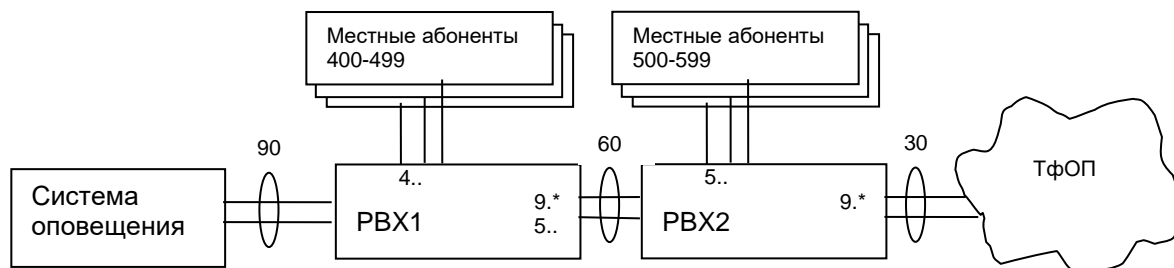 Местные абоненты
400-499
Местные абоненты
500-599
90
60
30
ТфОП
Система
оповещения
4..
PBX1
9.*
5..
5..
PBX2
9.*